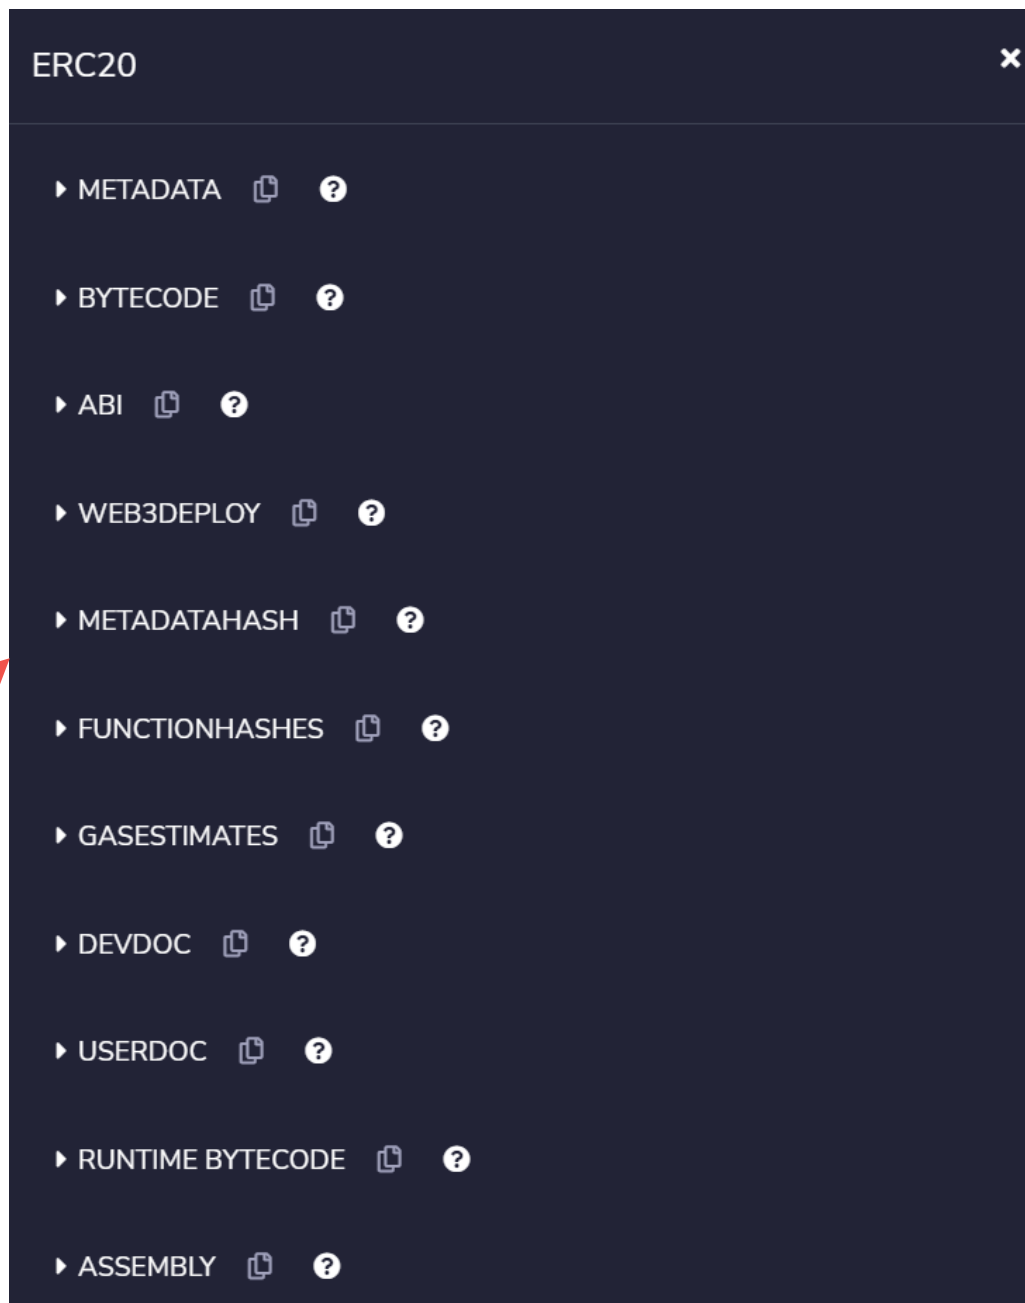 ERC20
METADATA
BYTECODE
ABI
WEB3DEPLOY
METADATAHASH
FUNCTIONHASHES
GASESTIMATES
DEVDOC
USERDOC
RUNTIME BYTECODE
ASSEMBLY